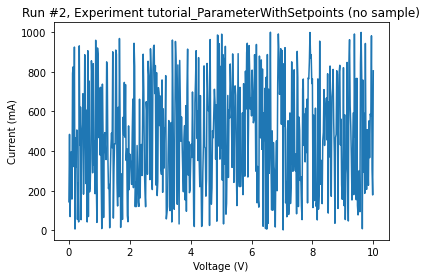 Run #2, Experiment tutorial_ParameterWithSetpoints (no sample)
1000
800
600
400
200
0
Current (mA)
0 2 4 6 8 10
Voltage (V)